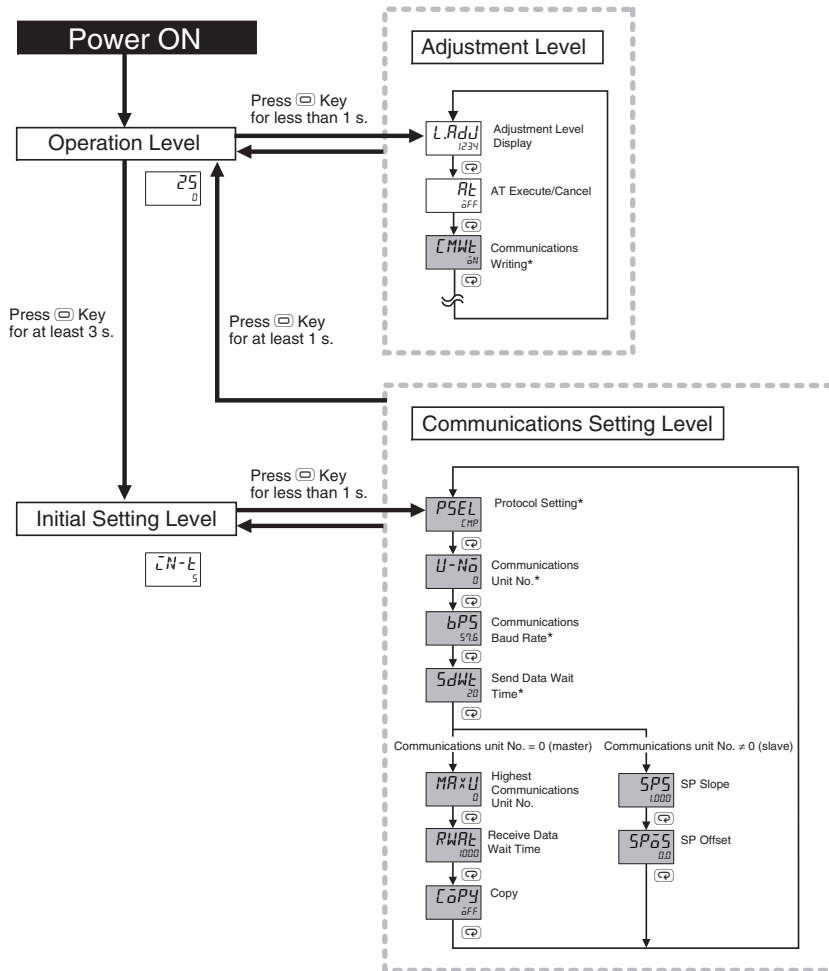 Power ON
Adjustment Level
Press Key
for less than 1 s.
Operation Level
L.AdJ
1234
Adjustment Level
Display
25
0
At
oFF
AT Execute/Cancel
CMWt
oN
Communications
Writing*
Press Key
for at least 3 s.
Press Key
for at least 1 s.
Communications Setting Level
Press Key
for less than 1 s.
Initial Setting Level
PSEL
CMP
Protocol Setting*
iN-t
5
U-No
0
Communications
Unit No.*
bPS
57.6
Communications
Baud Rate*
SdWt
20
Send Data Wait
Time*
Communications unit No. = 0 (master)
Communications unit No. ≠ 0 (slave)
MAXU
0
Highest
Communications
Unit No.
SPS
1.000
SP Slope
RWAt
1000
Receive Data
Wait Time
SPoS
0.0
SP Offset
CoPY
oFF
Copy